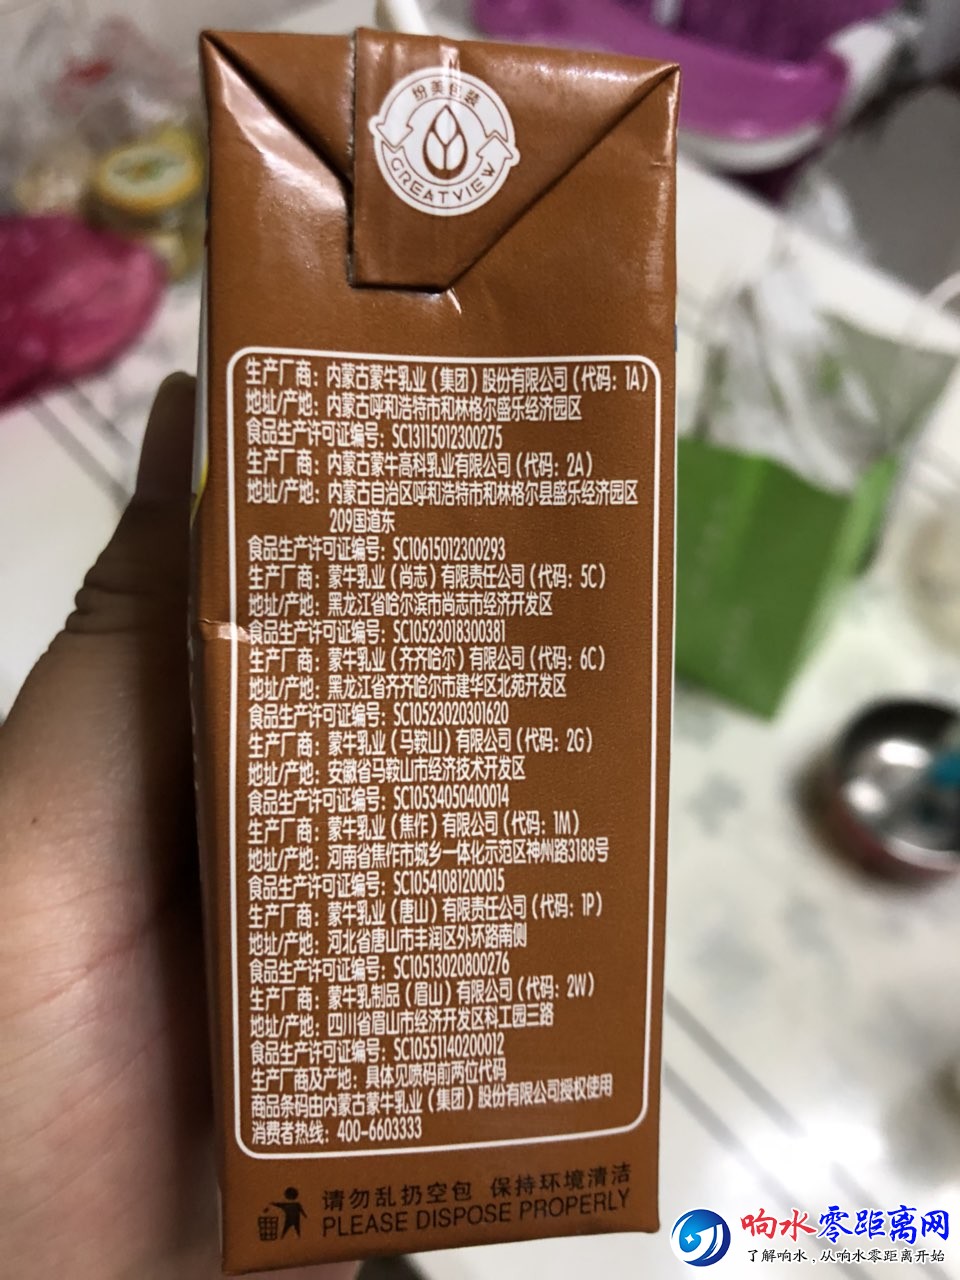 纷美包装
GREATVIEW
生产厂商：内蒙古蒙牛乳业（集团）股份有限公司（代码：1A）
地址/产地：内蒙古呼和浩特市和林格尔盛乐经济园区
食品生产许可证编号：SC13115012300275
生产厂商：内蒙古蒙牛高科乳业有限公司（代码：2A）
地址/产地：内蒙古自治区呼和浩特市和林格尔县盛乐经济园区
209国道东
食品生产许可证编号：SC10615012300293
生产厂商：蒙牛乳业（尚志）有限责任公司（代码：5C）
地址/产地：黑龙江省哈尔滨市尚志市经济开发区
食品生产许可证编号：SC10523018300381
生产厂商：蒙牛乳业（齐齐哈尔）有限公司（代码：6C）
地址/产地：黑龙江省齐齐哈尔市建华区北苑开发区
食品生产许可证编号：SC10523020301620
生产厂商：蒙牛乳业（马鞍山）有限公司（代码：2G）
地址/产地：安徽省马鞍山市经济技术开发区
食品生产许可证编号：SC10534050400014
生产厂商：蒙牛乳业（焦作）有限公司（代码：1M）
地址/产地：河南省焦作市城乡一体化示范区神州路3188号
食品生产许可证编号：SC10541081200015
生产厂商：蒙牛乳业（唐山）有限责任公司（代码：1P）
地址/产地：河北省唐山市丰润区外环路南侧
食品生产许可证编号：SC10513020800276
生产厂商：蒙牛乳制品（眉山）有限公司（代码：2W）
地址/产地：四川省眉山市经济开发区科工园三路
食品生产许可证编号：SC10551140200012
生产厂商及产地：具体见喷码前两位代码
商品条码由内蒙古蒙牛乳业（集团）股份有限公司授权使用
消费者热线：400-6603333
请勿乱扔空包 保持环境清洁
PLEASE DISPOSE PROPERLY
响水零距离网
了解响水，从响水零距离开始